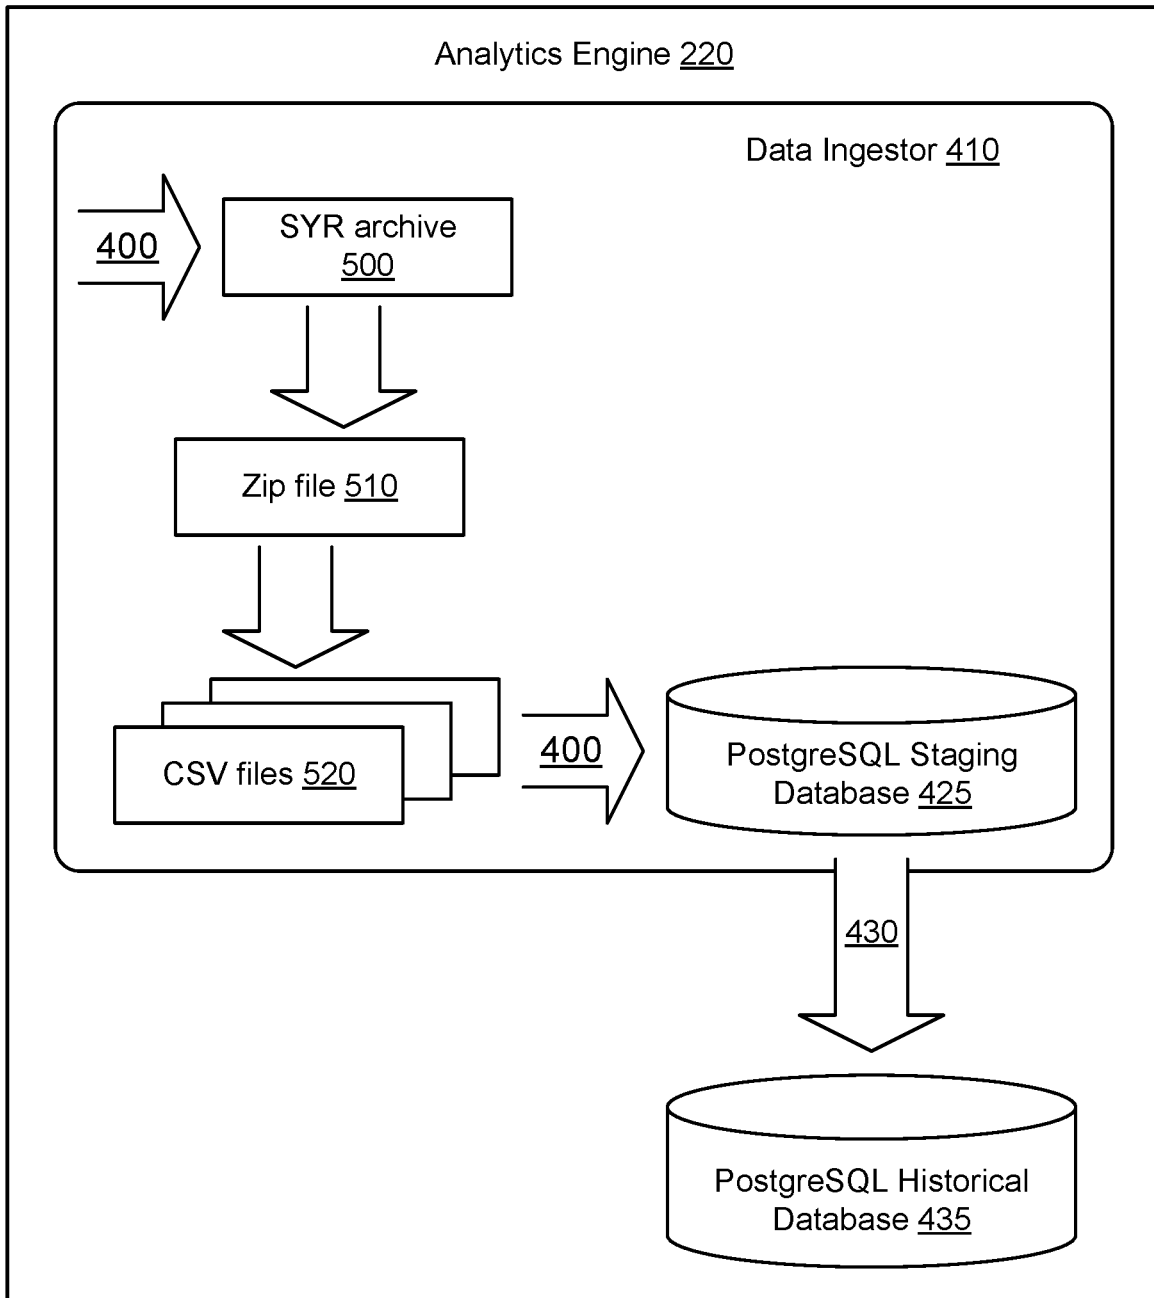 Analytics Engine 220
Data Ingestor 410
400
SYR archive
500
Zip file 510
CSV files 520
400
PostgreSQL Staging
Database 425
430
PostgreSQL Historical
Database 435